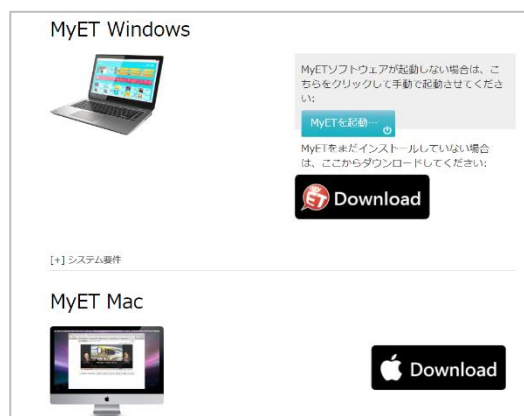 MyET Windows
MyETソフトウェアが起動しない場合は、こ
ちらをクリックして手動で起動させてくださ
い:
MyETを起動…
MyETをまだインストールしていない場合
は、ここからダウンロードしてください:
MY
ET
Download
[+] システム要件
MyET Mac
Download